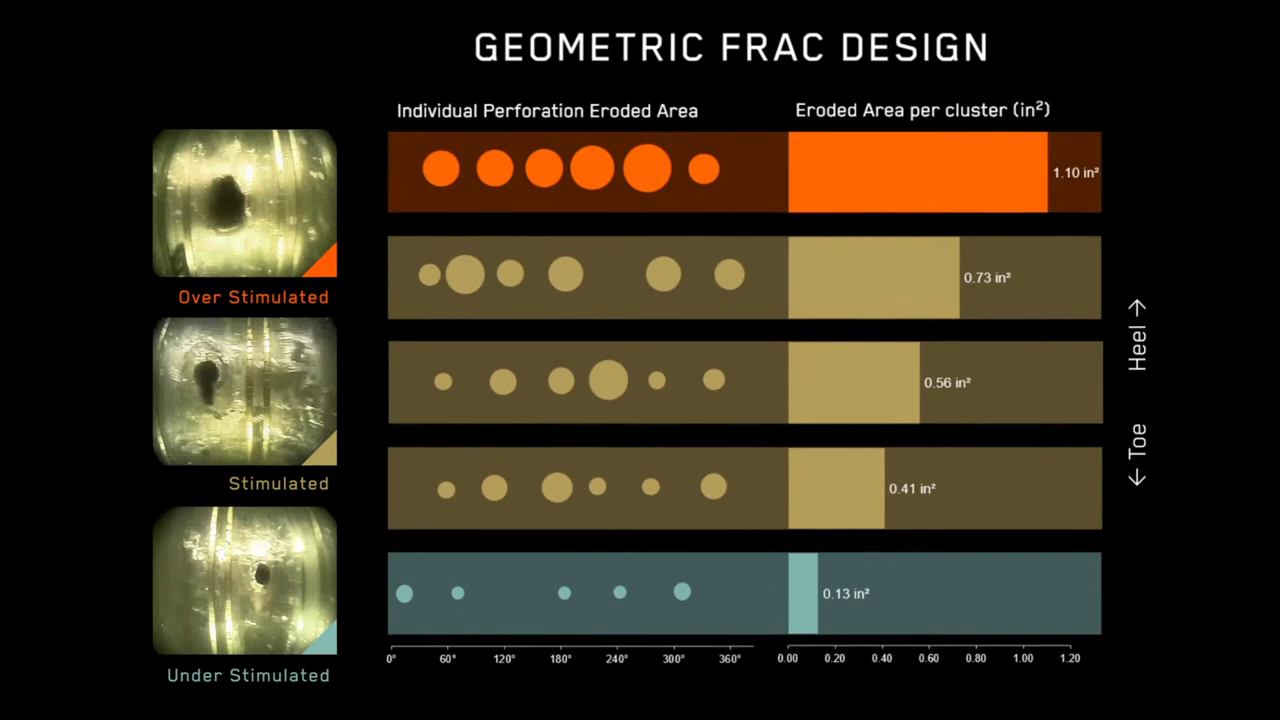 GEOMETRIC FRAC DESIGN
Individual Perforation Eroded Area
Eroded Area per cluster (in²)
1.10 in²
Over Stimulated
0.73 in²
Heel →
0.56 in²
Stimulated
← Toe
0.41 in²
0.13 in²
Under Stimulated
0° 60° 120° 180° 240° 300° 360°
0.00 0.20 0.40 0.60 0.80 1.00 1.20